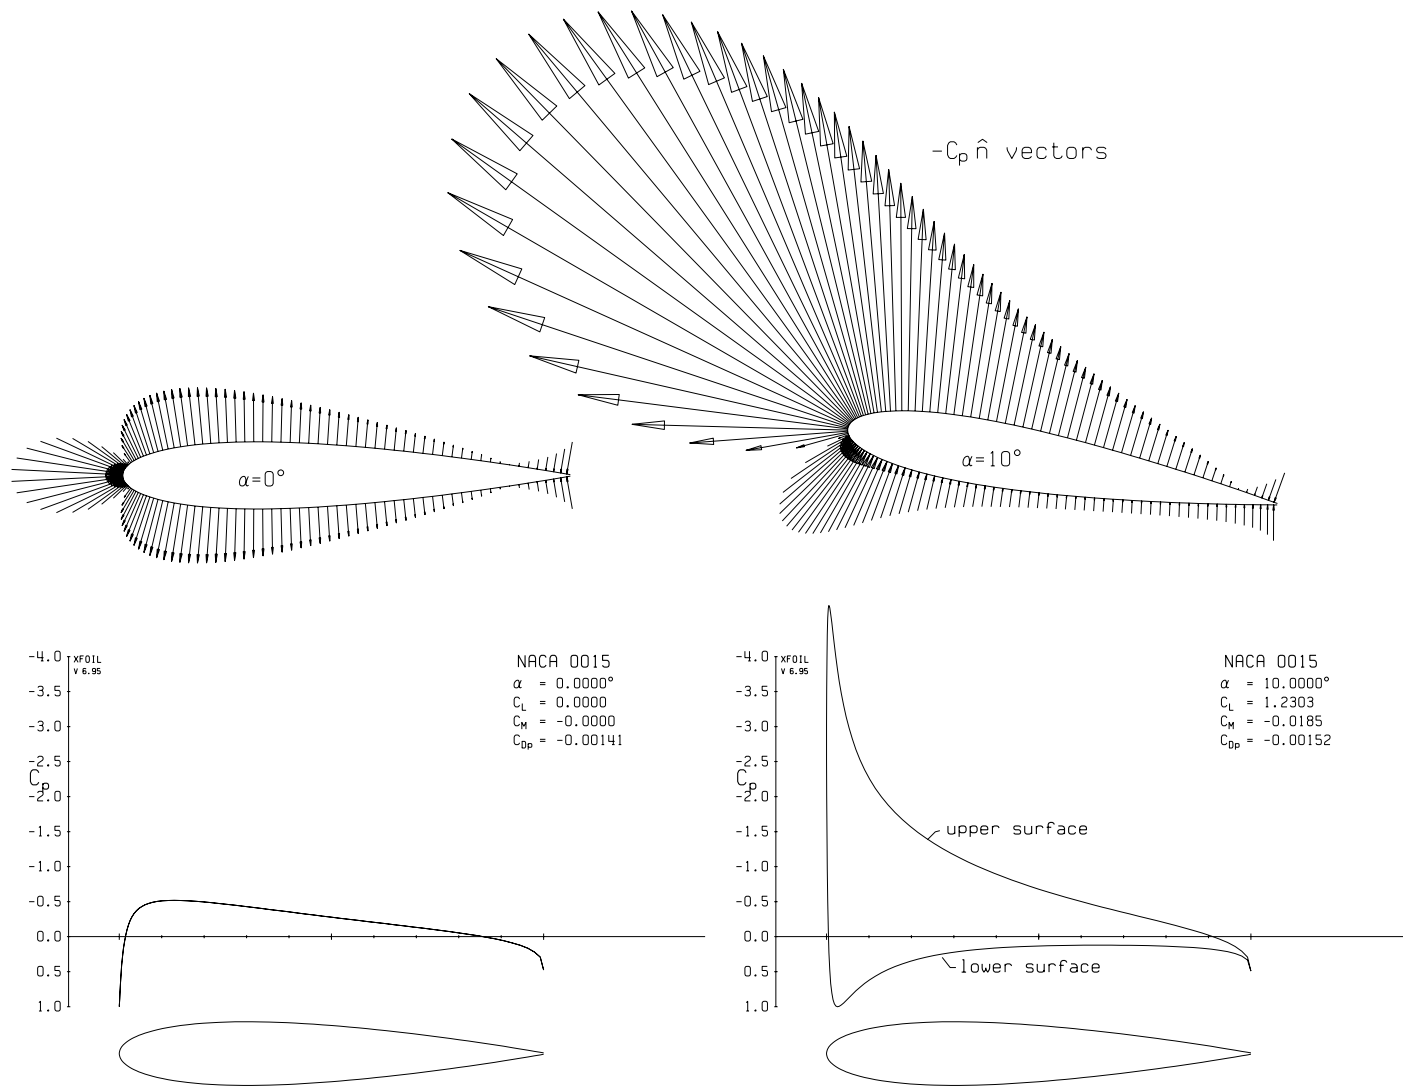 -Cp n̂ vectors
α=0°
α=10°
-4.0
-3.5
-3.0
-2.5
Cp
-2.0
-1.5
-1.0
-0.5
0.0
0.5
1.0
XFOIL
V 6.95
NACA 0015
α = 0.0000°
CL = 0.0000
CM = -0.0000
CDp = -0.00141
-4.0
-3.5
-3.0
-2.5
Cp
-2.0
-1.5
-1.0
-0.5
0.0
0.5
1.0
XFOIL
V 6.95
NACA 0015
α = 10.0000°
CL = 1.2303
CM = -0.0185
CDp = -0.00152
upper surface
lower surface